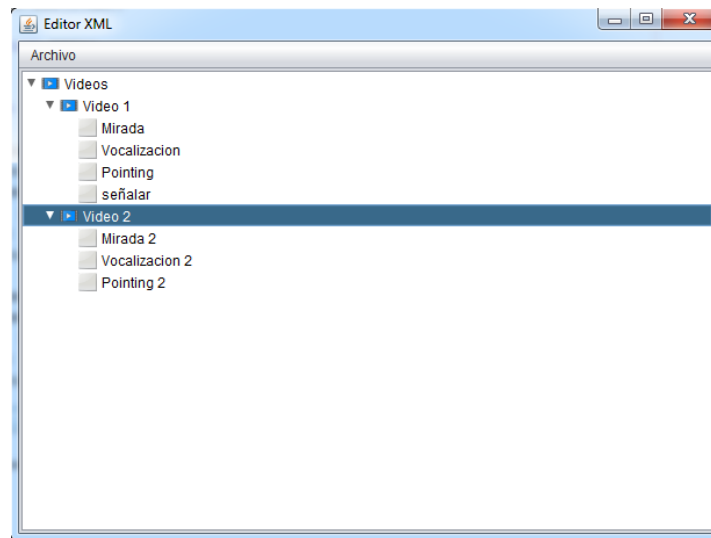 Editor XML
Archivo
Videos
Video 1
Mirada
Vocalizacion
Pointing
señalar
Video 2
Mirada 2
Vocalizacion 2
Pointing 2